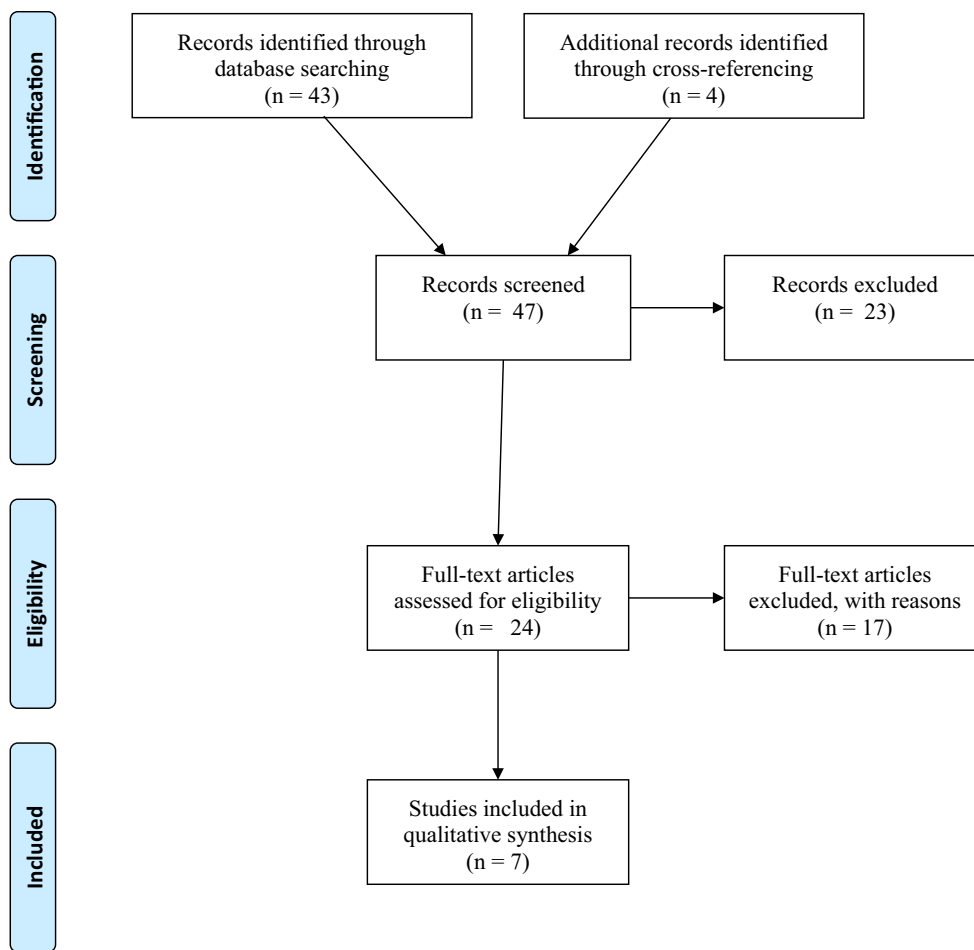 Identification
Records identified through
database searching
(n = 43)
Additional records identified
through cross-referencing
(n = 4)
Screening
Records screened
(n = 47)
Records excluded
(n = 23)
Eligibility
Full-text articles
assessed for eligibility
(n = 24)
Full-text articles
excluded, with reasons
(n = 17)
Included
Studies included in
qualitative synthesis
(n = 7)